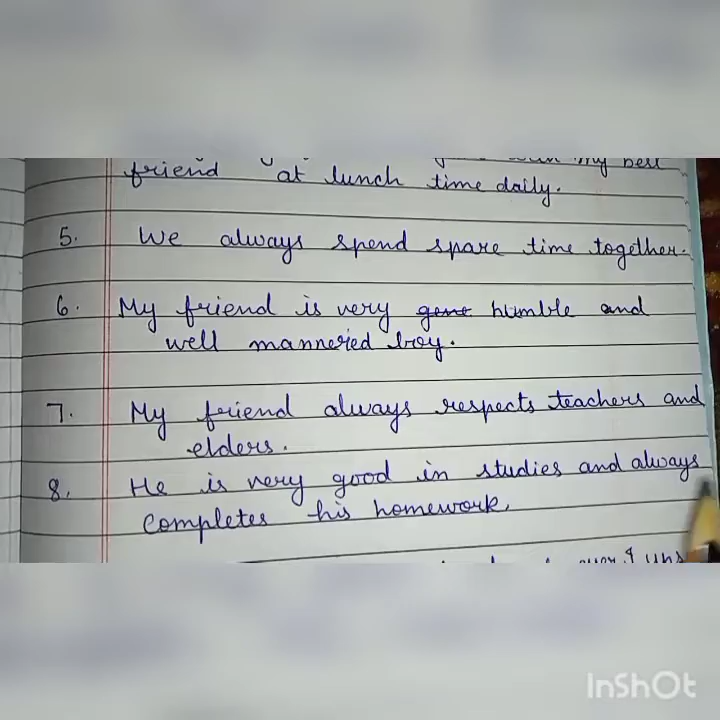 my best
friend at lunch time daily.
5. We always spend spare time together.
6. My friend is very humble and
well mannered boy.
7. My friend always respects teachers and
elders.
8. He is very good in studies and always
completes his homework.
InShOt